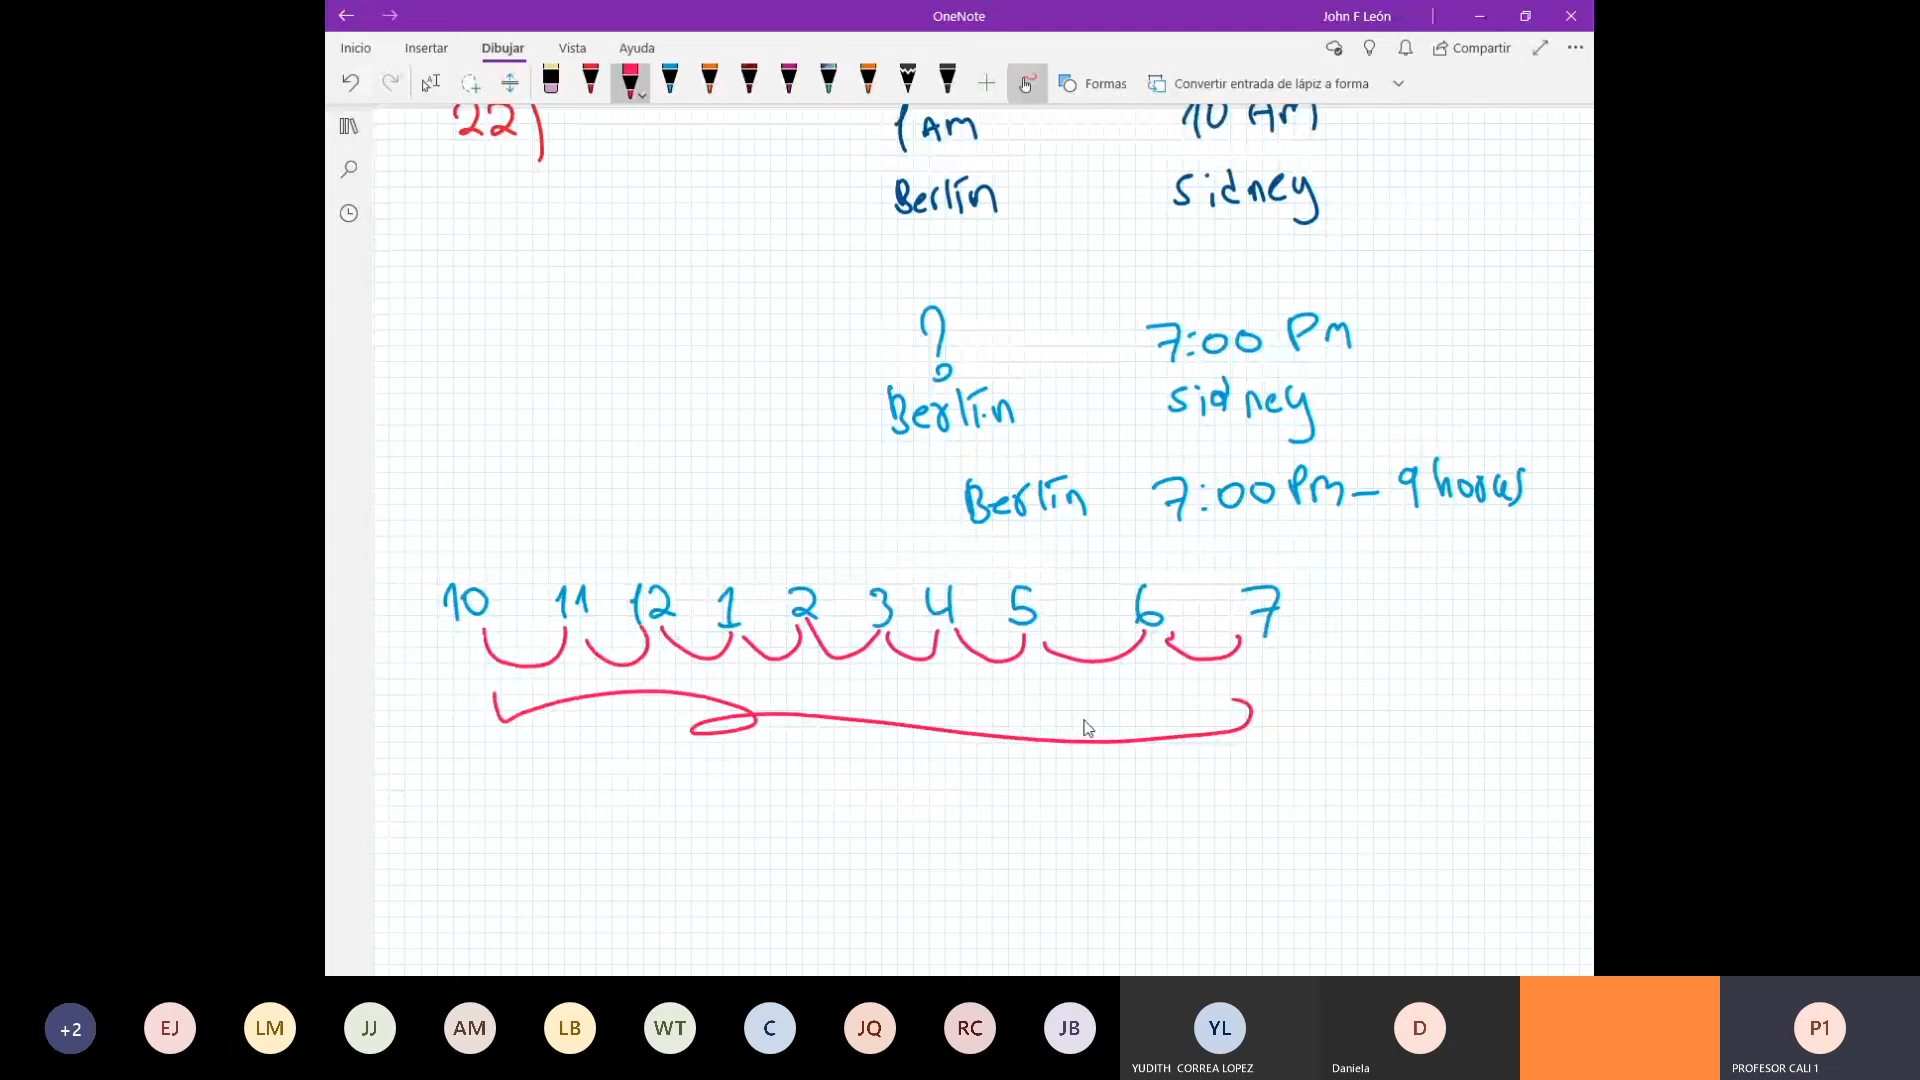 OneNote
John F León
Inicio Insertar Dibujar Vista Ayuda Compartir
Formas Convertir entrada de lápiz a forma
22)
1 AM 10 AM
Berlín sidney
? 7:00 PM
Berlín sidney
Berlín 7:00 PM - 9 horas
10 11 12 1 2 3 4 5 6 7
+2 EJ LM JJ AM LB WT C JQ RC JB YL D P1
YUDITH CORREA LOPEZ Daniela PROFESOR CALI 1